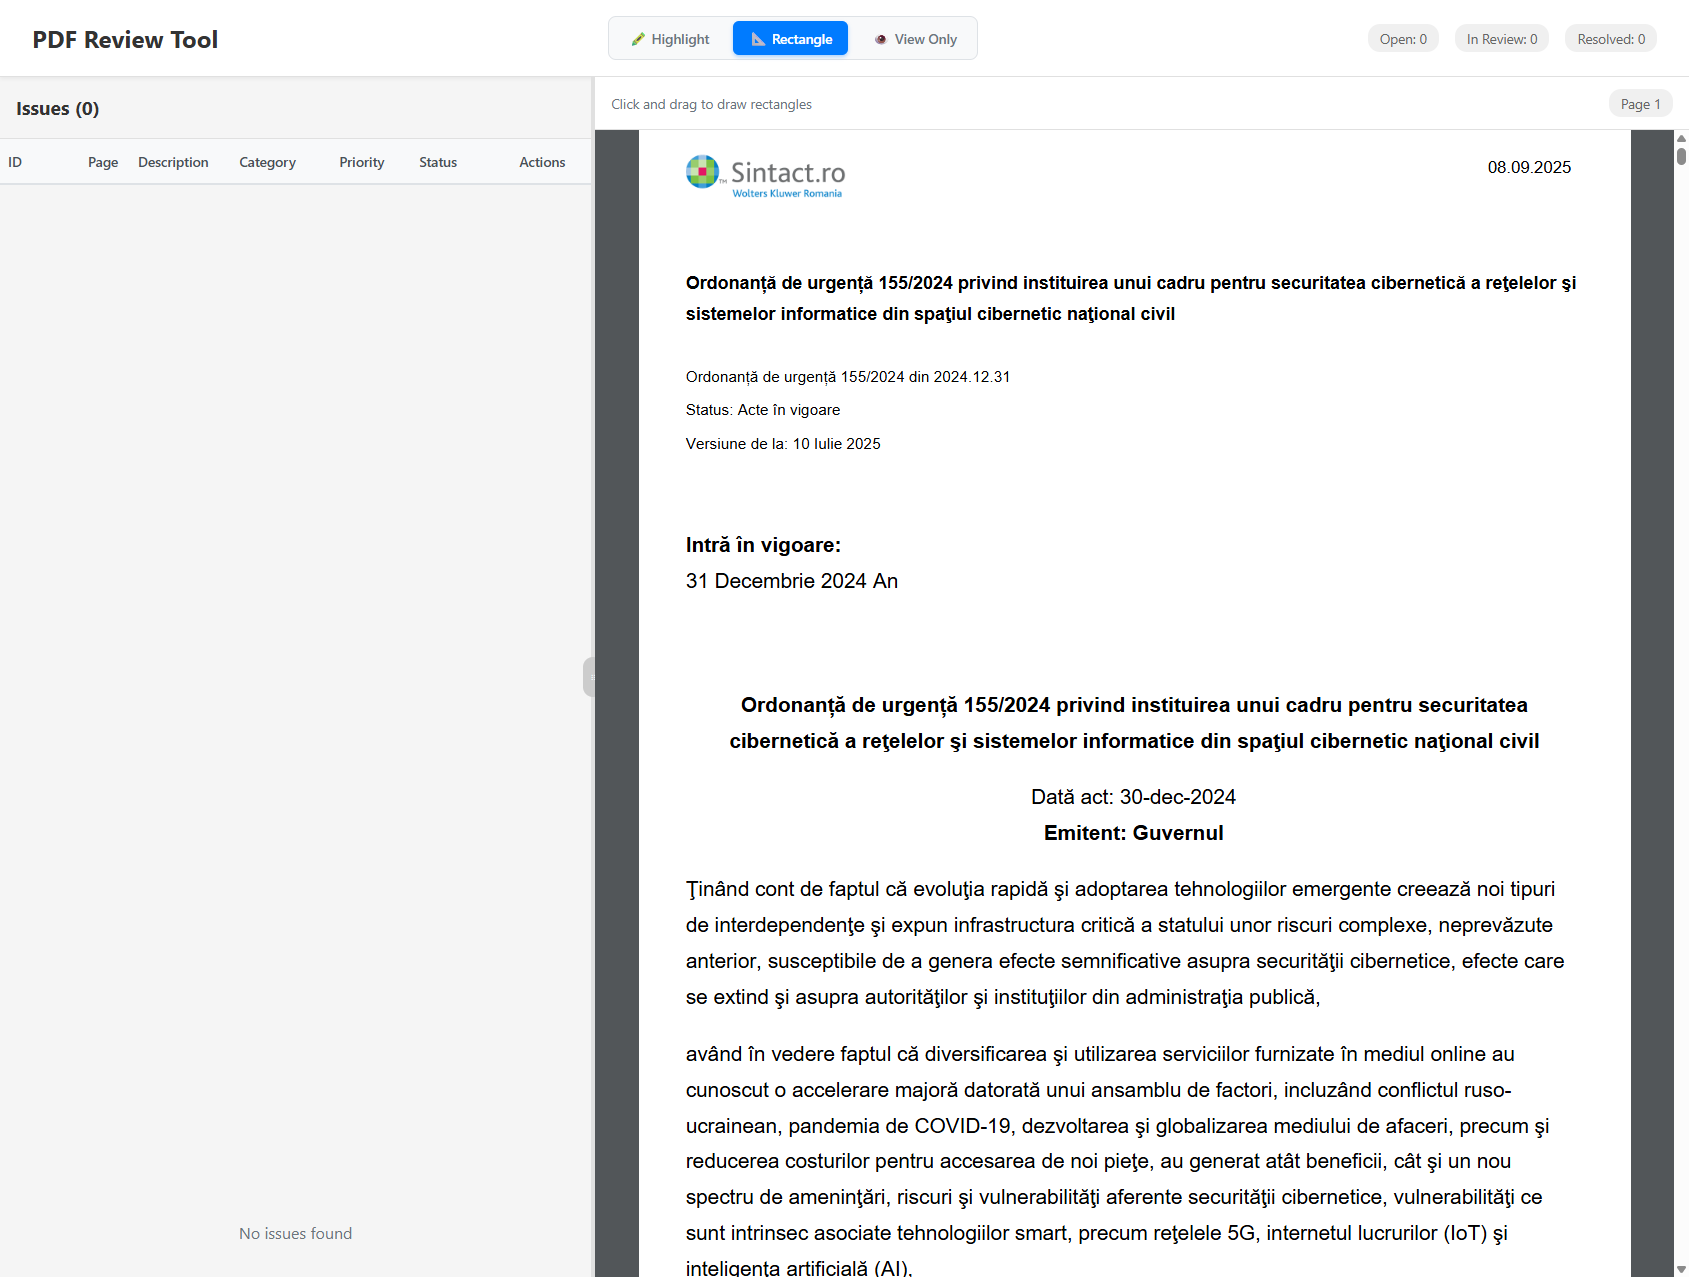 PDF Review Tool
Highlight
Rectangle
View Only
Open: 0
In Review: 0
Resolved: 0
Issues (0)
ID Page Description Category Priority Status Actions
No issues found
Click and drag to draw rectangles
Page 1
Sintact.ro
TM
Wolters Kluwer Romania
08.09.2025
Ordonanță de urgență 155/2024 privind instituirea unui cadru pentru securitatea cibernetică a reţelelor şi
sistemelor informatice din spaţiul cibernetic naţional civil
Ordonanță de urgență 155/2024 din 2024.12.31
Status: Acte în vigoare
Versiune de la: 10 Iulie 2025
Intră în vigoare:
31 Decembrie 2024 An
Ordonanță de urgență 155/2024 privind instituirea unui cadru pentru securitatea
cibernetică a reţelelor şi sistemelor informatice din spaţiul cibernetic naţional civil
Dată act: 30-dec-2024
Emitent: Guvernul
Ţinând cont de faptul că evoluţia rapidă şi adoptarea tehnologiilor emergente creează noi tipuri
de interdependenţe şi expun infrastructura critică a statului unor riscuri complexe, neprevăzute
anterior, susceptibile de a genera efecte semnificative asupra securităţii cibernetice, efecte care
se extind şi asupra autorităţilor şi instituţiilor din administraţia publică,
având în vedere faptul că diversificarea şi utilizarea serviciilor furnizate în mediul online au
cunoscut o accelerare majoră datorată unui ansamblu de factori, incluzând conflictul ruso-
ucrainean, pandemia de COVID-19, dezvoltarea şi globalizarea mediului de afaceri, precum şi
reducerea costurilor pentru accesarea de noi pieţe, au generat atât beneficii, cât şi un nou
spectru de ameninţări, riscuri şi vulnerabilităţi aferente securităţii cibernetice, vulnerabilităţi ce
sunt intrinsec asociate tehnologiilor smart, precum reţelele 5G, internetul lucrurilor (IoT) şi
inteligenţa artificială (AI),